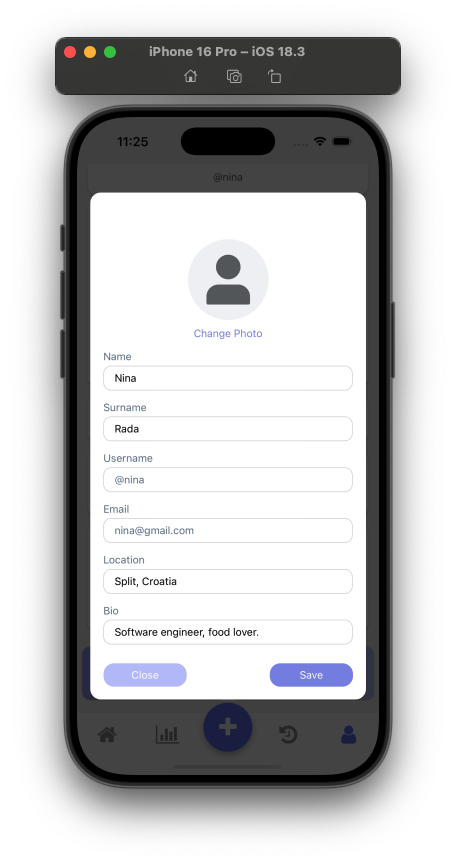 iPhone 16 Pro – iOS 18.3
11:25
@nina
Change Photo
Name
Nina
Surname
Rada
Username
@nina
Email
nina@gmail.com
Location
Split, Croatia
Bio
Software engineer, food lover.
Close
Save